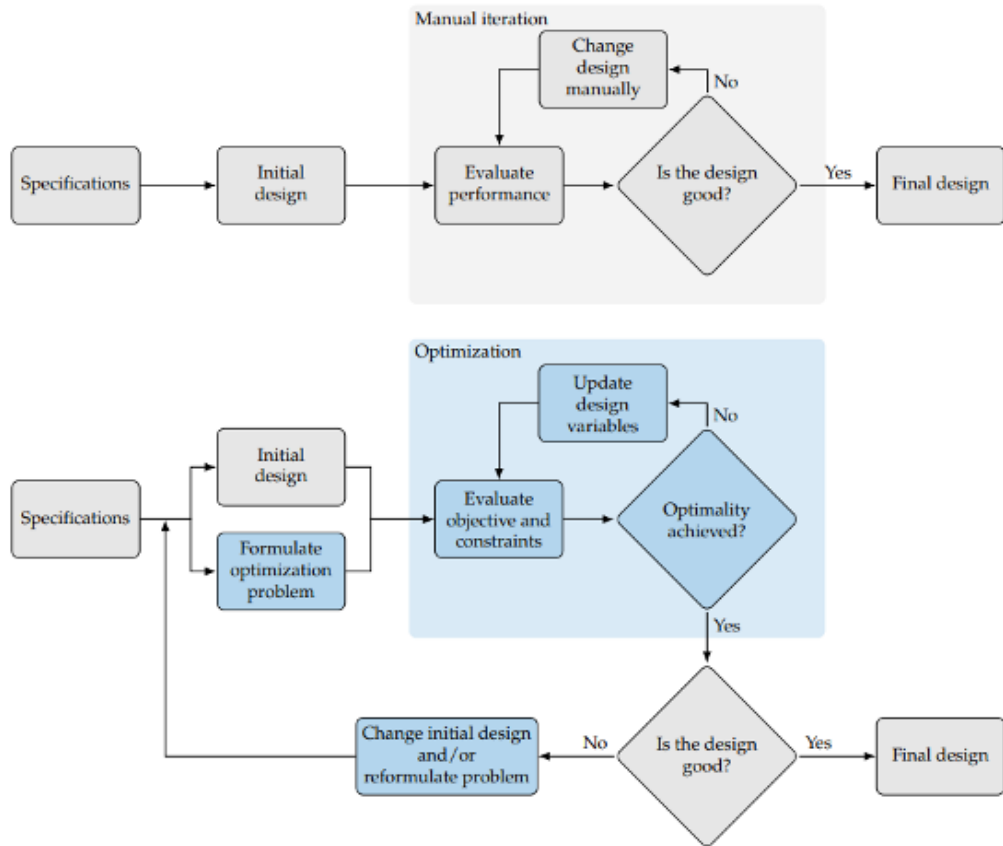 Manual iteration
Change
design
manually
No
Specifications
Initial
design
Evaluate
performance
Is the design
good?
Yes
Final design
Optimization
Update
design
variables
No
Initial
design
Specifications
Evaluate
objective and
constraints
Optimality
achieved?
Formulate
optimization
problem
Yes
Change initial design
and/or
reformulate problem
No
Is the design
good?
Yes
Final design